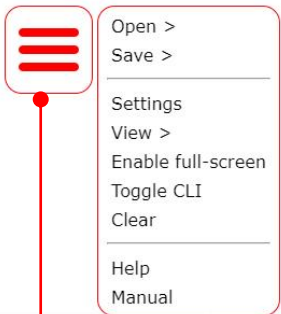 Open >
Save >
Settings
View >
Enable full-screen
Toggle CLI
Clear
Help
Manual